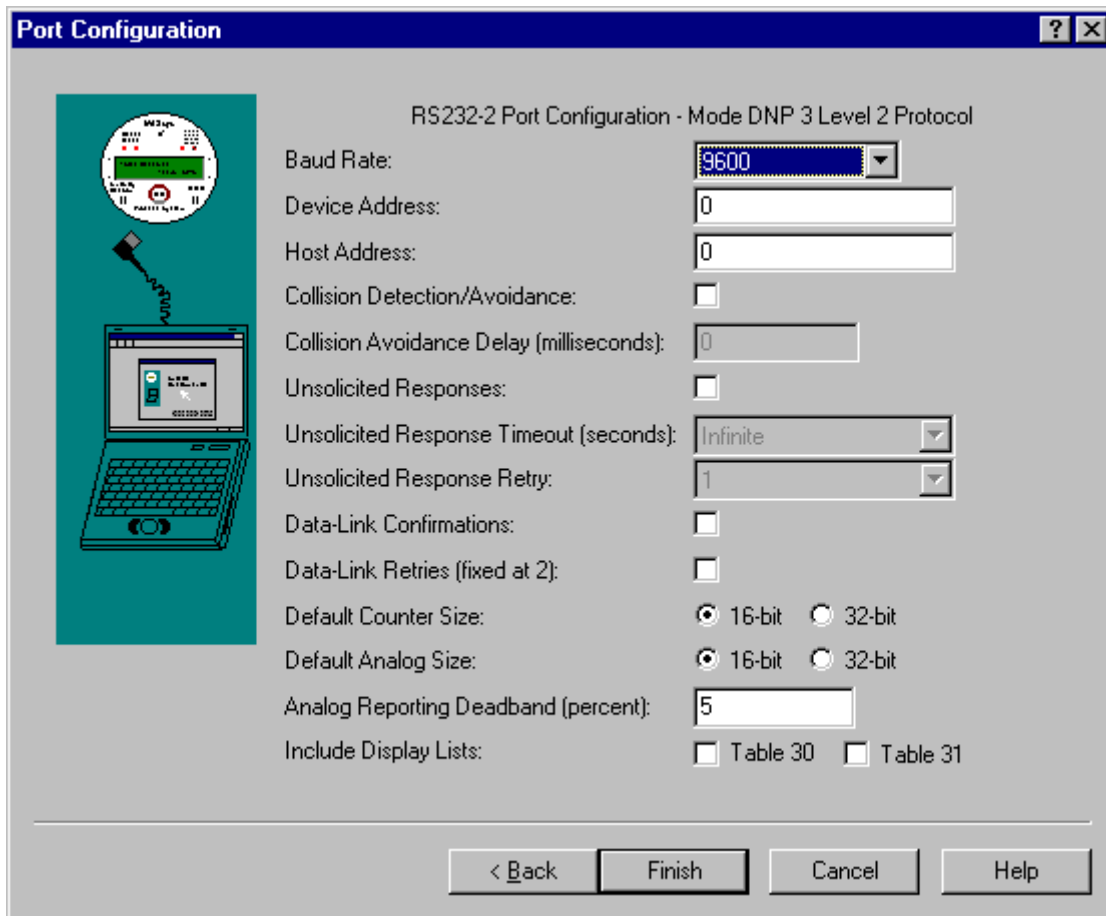 Port Configuration
RS232-2 Port Configuration - Mode DNP 3 Level 2 Protocol
Baud Rate: 9600
Device Address: 0
Host Address: 0
Collision Detection/Avoidance:
Collision Avoidance Delay (milliseconds): 0
Unsolicited Responses:
Unsolicited Response Timeout (seconds): Infinite
Unsolicited Response Retry: 1
Data-Link Confirmations:
Data-Link Retries (fixed at 2):
Default Counter Size: 16-bit 32-bit
Default Analog Size: 16-bit 32-bit
Analog Reporting Deadband (percent): 5
Include Display Lists: Table 30 Table 31
< Back Finish Cancel Help